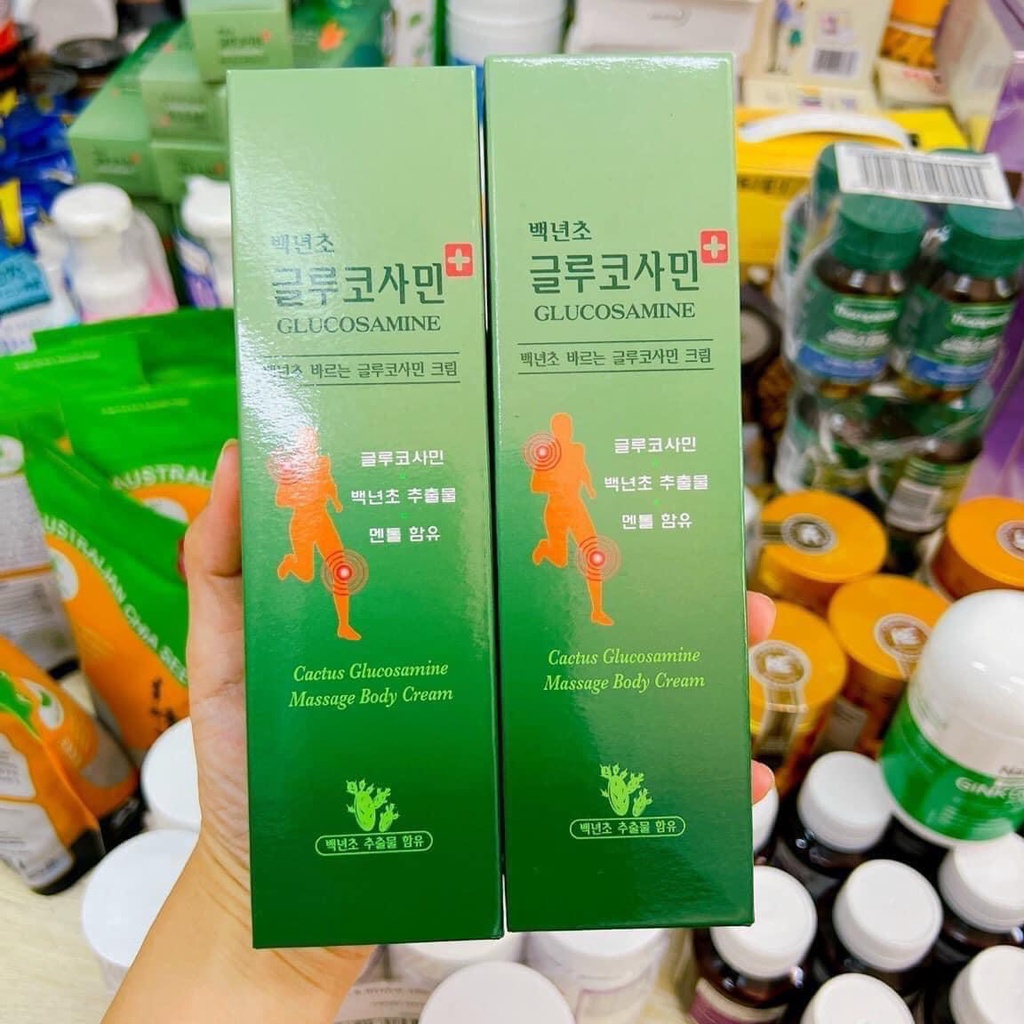 백년초
글루코사민
GLUCOSAMINE
백년초 바르는 글루코사민 크림
글루코사민
백년초 추출물
멘톨 함유
Cactus Glucosamine
Massage Body Cream
백년초 추출물 함유
백년초
글루코사민
GLUCOSAMINE
백년초 바르는 글루코사민 크림
글루코사민
백년초 추출물
멘톨 함유
Cactus Glucosamine
Massage Body Cream
백년초 추출물 함유
AUSTRALIAN CHIA SEE
AUSTRAL
Thompson's
GINK